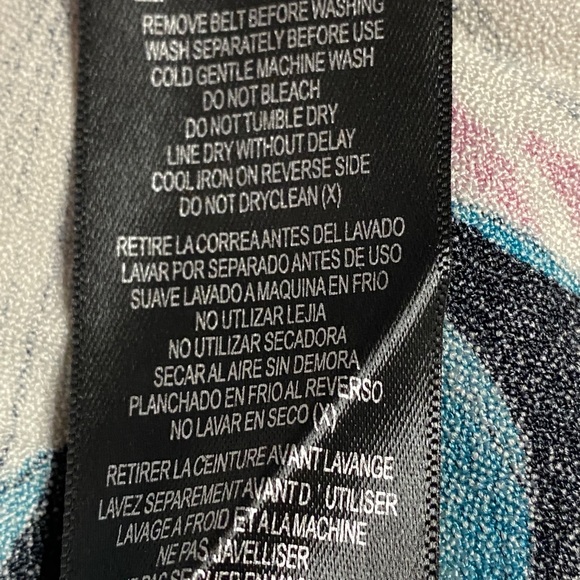 REMOVE BELT BEFORE WASHING
WASH SEPARATELY BEFORE USE
COLD GENTLE MACHINE WASH
DO NOT BLEACH
DO NOT TUMBLE DRY
LINE DRY WITHOUT DELAY
COOL IRON ON REVERSE SIDE
DO NOT DRYCLEAN (X)
RETIRE LA CORREA ANTES DEL LAVADO
LAVAR POR SEPARADO ANTES DE USO
SUAVE LAVADO A MAQUINA EN FRIO
NO UTLIZAR LEJIA
NO UTILIZAR SECADORA
SECAR AL AIRE SIN DEMORA
PLANCHADO EN FRIO AL REVERSO
NO LAVAR EN SECO (X)
RETIRER LA CEINTURE AVANT LAVANGE
LAVEZ SEPAREMENT AVANT D UTILISER
LAVAGE A FROID ET A LA MACHINE
NE PAS JAVELLISER